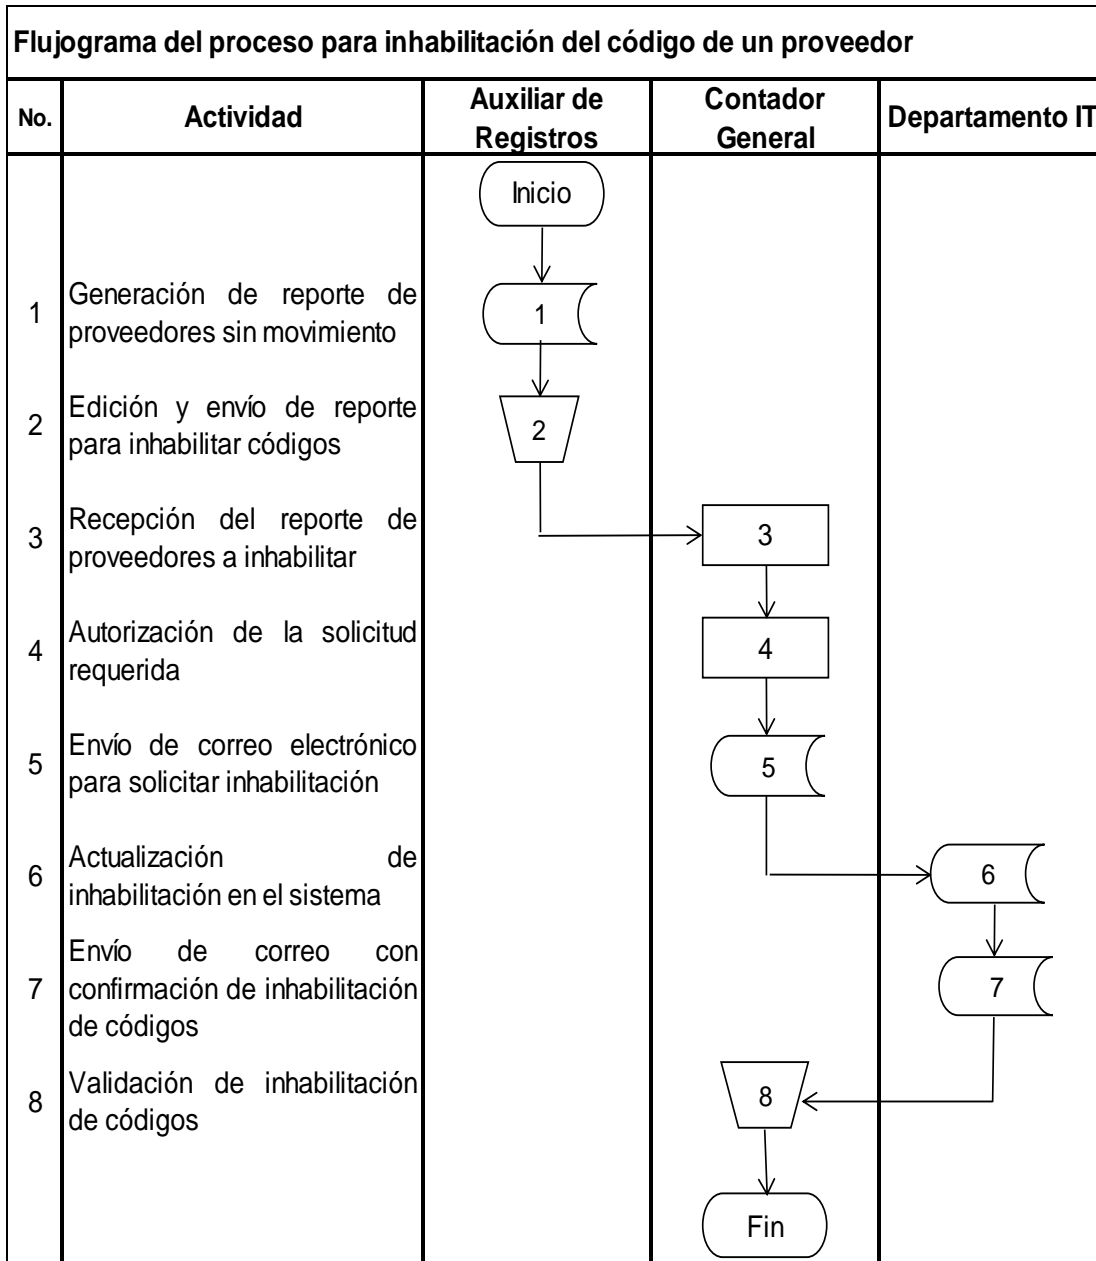 Flujograma del proceso para inhabilitación del código de un proveedor
No.
Actividad
Auxiliar de
Registros
Contador
General
Departamento IT
Inicio
1
Generación de reporte de
proveedores sin movimiento
1
2
Edición y envío de reporte
para inhabilitar códigos
2
3
Recepción del reporte de
proveedores a inhabilitar
3
4
Autorización de la solicitud
requerida
4
5
Envío de correo electrónico
para solicitar inhabilitación
5
6
Actualización de
inhabilitación en el sistema
6
7
Envío de correo con
confirmación de inhabilitación
de códigos
7
8
Validación de inhabilitación
de códigos
8
Fin